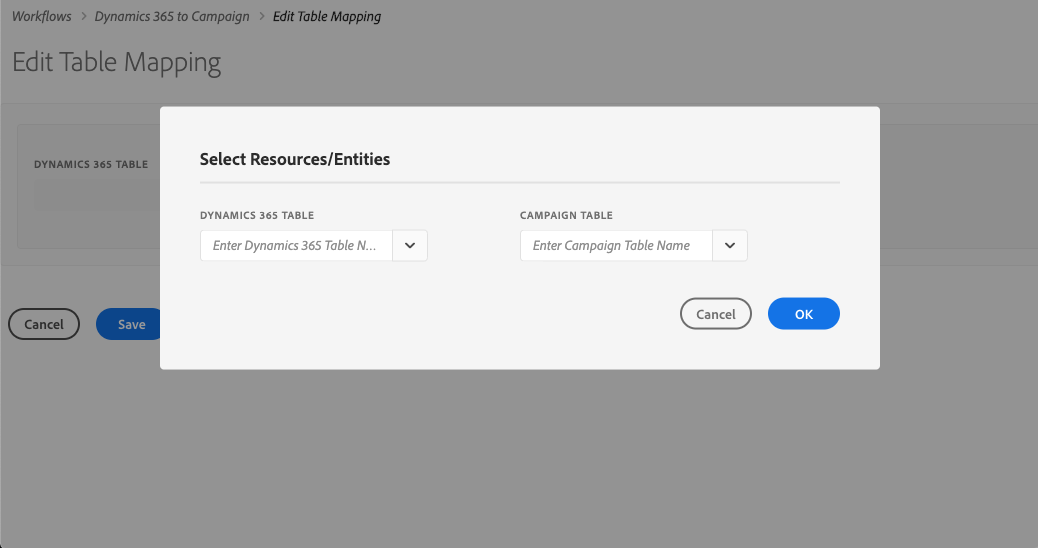 Workflows > Dynamics 365 to Campaign > Edit Table Mapping
Edit Table Mapping
DYNAMICS 365 TABLE
Select Resources/Entities
DYNAMICS 365 TABLE CAMPAIGN TABLE
Enter Dynamics 365 Table N... Enter Campaign Table Name
Cancel OK
Cancel Save